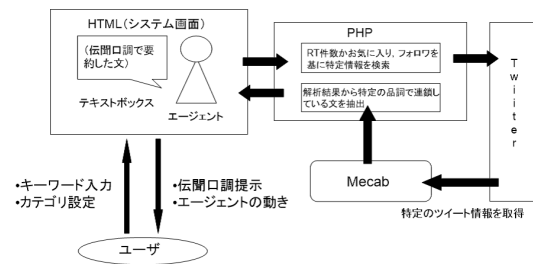 HTML(システム画面)
(伝聞口調で要
約した文)
テキストボックス
エージェント
PHP
RT件数かお気に入り、フォロワを
基に特定情報を検索
解析結果から特定の品詞で連鎖し
ている文を抽出
Twiiter
Mecab
特定のツイート情報を取得
•キーワード入力
•カテゴリ設定
•伝聞口調提示
•エージェントの動き
ユーザ